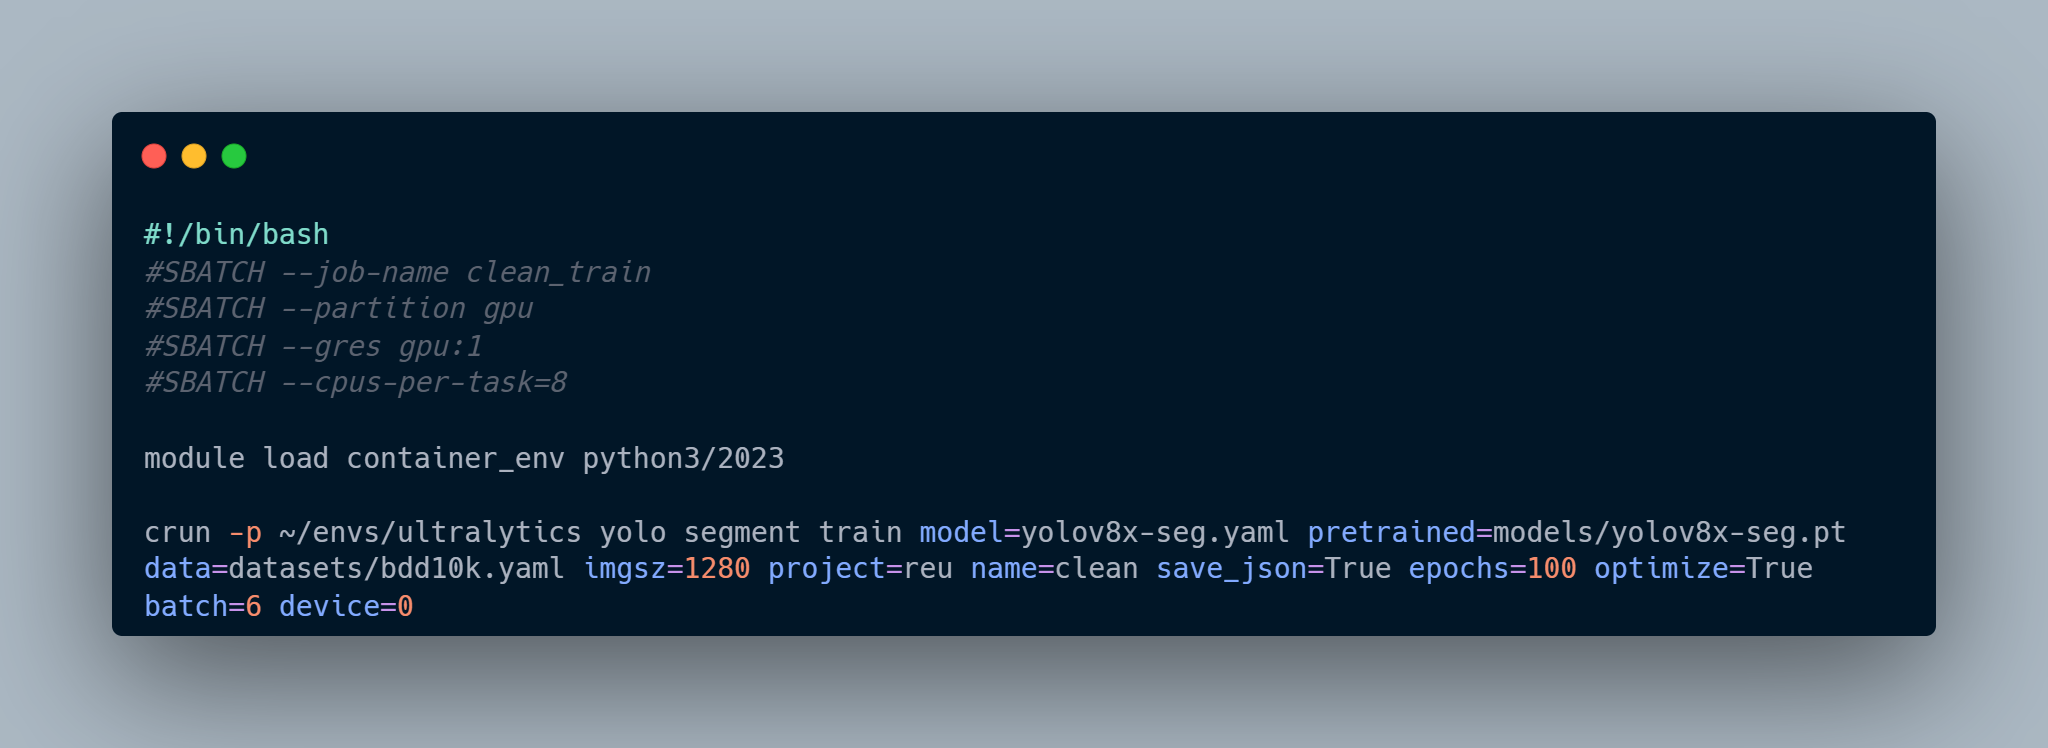 #!/bin/bash
#SBATCH --job-name clean_train
#SBATCH --partition gpu
#SBATCH --gres gpu:1
#SBATCH --cpus-per-task=8
module load container_env python3/2023
crun -p ~/envs/ultralytics yolo segment train model=yolov8x-seg.yaml pretrained=models/yolov8x-seg.pt
data=datasets/bdd10k.yaml imgsz=1280 project=reu name=clean save_json=True epochs=100 optimize=True
batch=6 device=0